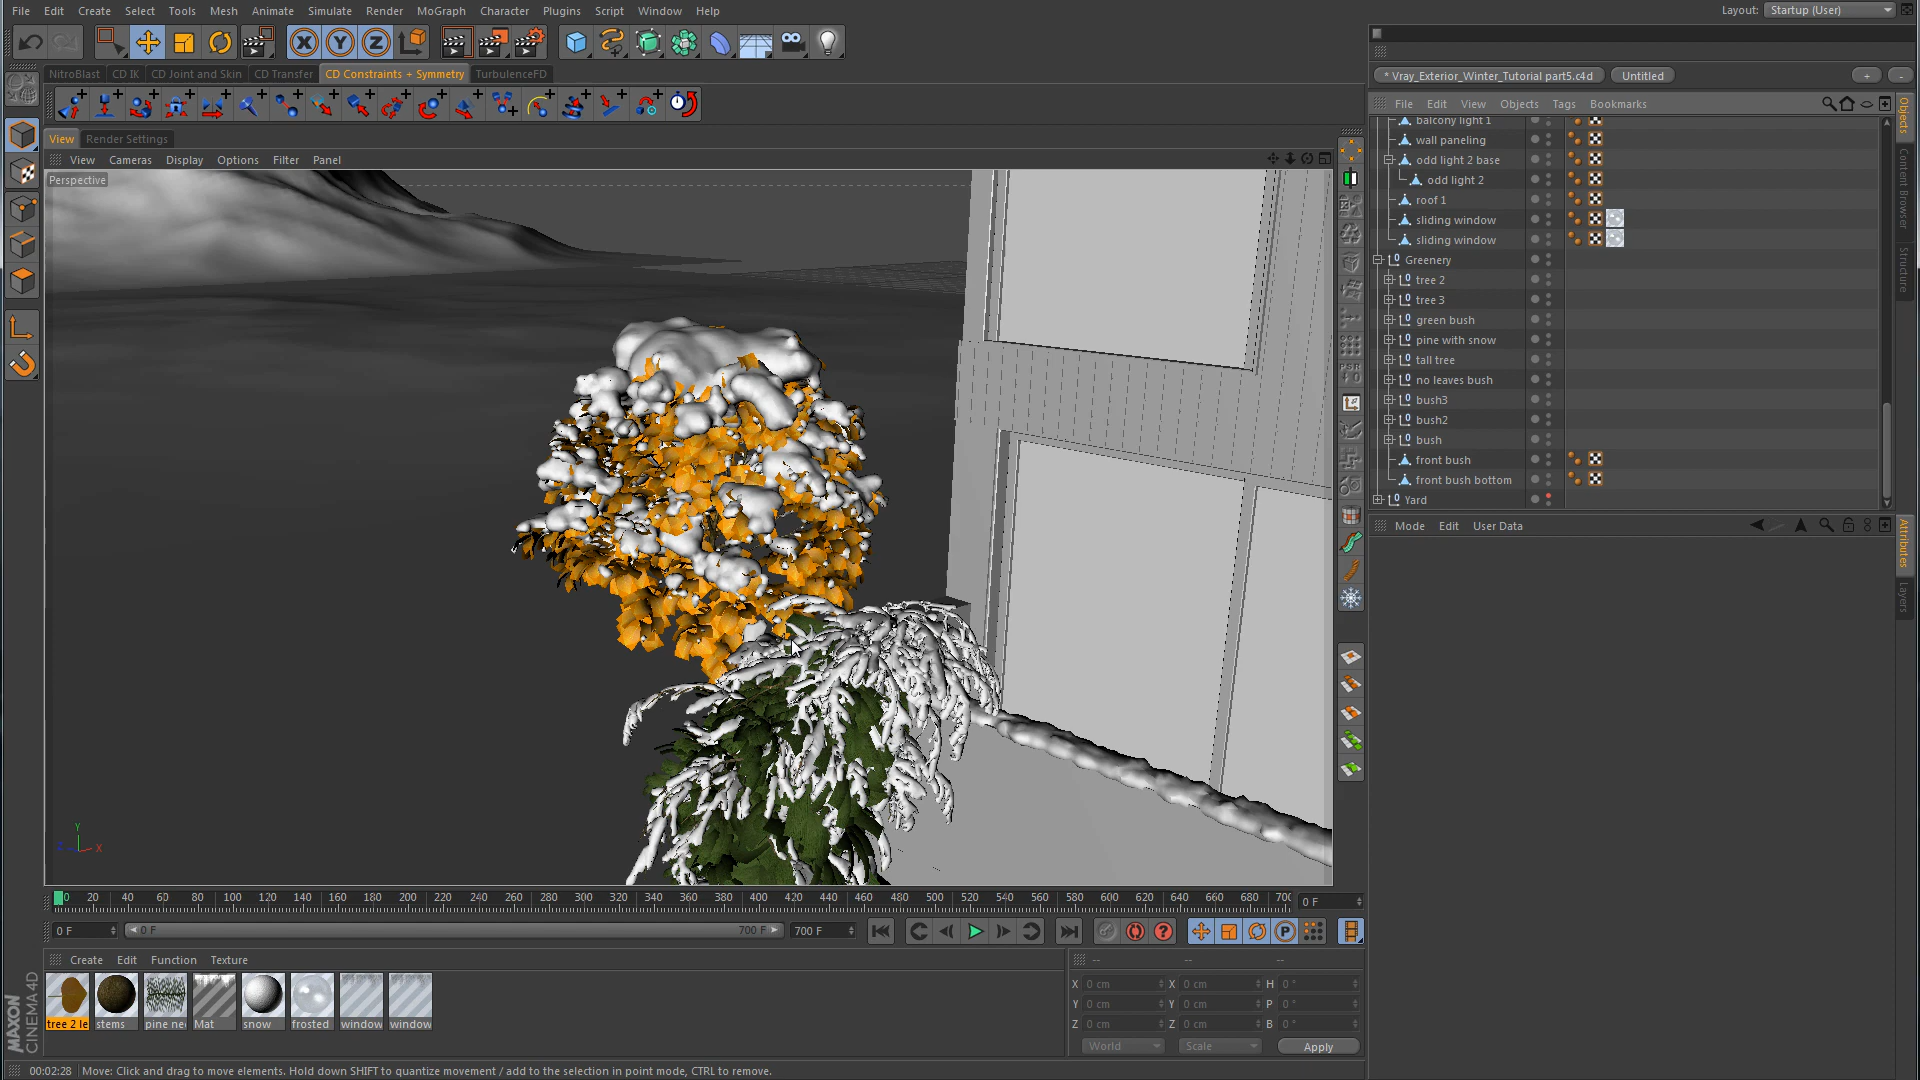 File Edit Create Select Tools Mesh Animate Simulate Render MoGraph Character Plugins Script Window Help
Layout: Startup (User)
NitroBlast CD IK CD Joint and Skin CD Transfer CD Constraints + Symmetry TurbulenceFD
* Vray_Exterior_Winter_Tutorial part5.c4d Untitled + -
File Edit View Objects Tags Bookmarks
Objects
Content Browser
Structure
balcony light 1
wall paneling
odd light 2 base
odd light 2
roof 1
sliding window
sliding window
Greenery
tree 2
tree 3
green bush
pine with snow
tall tree
no leaves bush
bush3
bush2
bush
front bush
front bush bottom
Yard
Mode Edit User Data
Attributes
Layers
View Render Settings
View Cameras Display Options Filter Panel
Perspective
X Y Z
PSR
Y
X
0 20 40 60 80 100 120 140 160 180 200 220 240 260 280 300 320 340 360 380 400 420 440 460 480 500 520 540 560 580 600 620 640 660 680 700
0 F
0 F 0 F 700 F 700 F
Create Edit Function Texture
tree 2 le stems pine nee Mat snow frosted window window
-- -- --
X 0 cm X 0 cm H 0 °
Y 0 cm Y 0 cm P 0 °
Z 0 cm Z 0 cm B 0 °
World Scale Apply
MAXON
CINEMA 4D
00:02:28 Move: Click and drag to move elements. Hold down SHIFT to quantize movement / add to the selection in point mode, CTRL to remove.